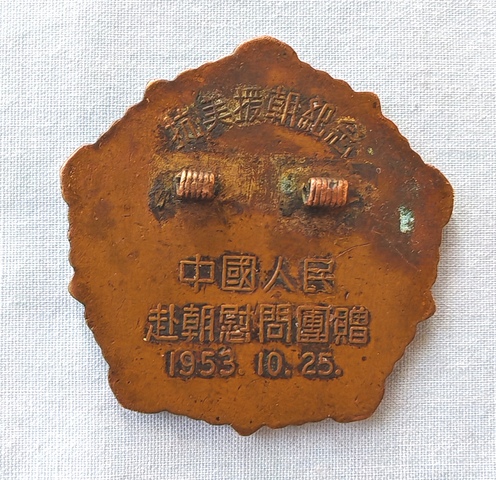 抗美援朝紀念
中國人民
赴朝慰問團贈
1953. 10. 25.